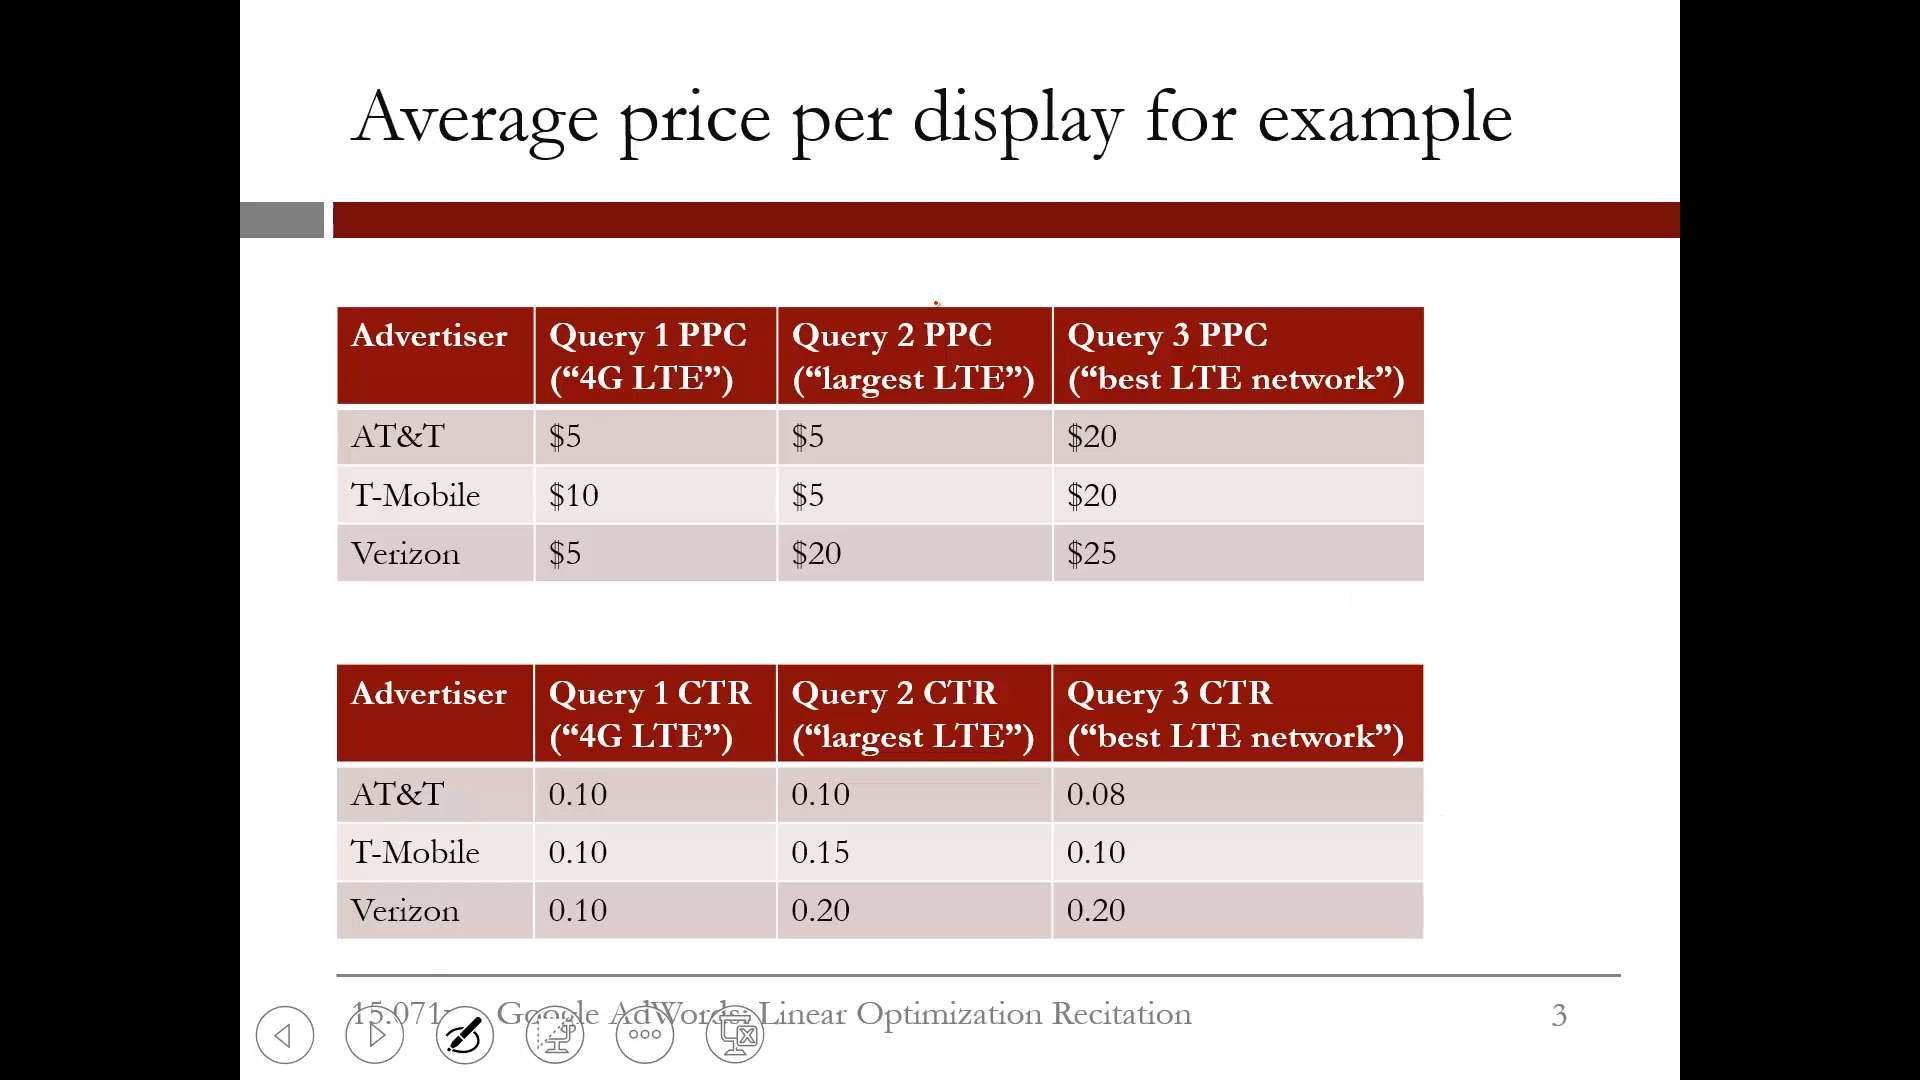 Average price per display for example
Advertiser Query 1 PPC (“4G LTE”) Query 2 PPC (“largest LTE”) Query 3 PPC (“best LTE network”)
AT&T $5 $5 $20
T-Mobile $10 $5 $20
Verizon $5 $20 $25
Advertiser Query 1 CTR (“4G LTE”) Query 2 CTR (“largest LTE”) Query 3 CTR (“best LTE network”)
AT&T 0.10 0.10 0.08
T-Mobile 0.10 0.15 0.10
Verizon 0.10 0.20 0.20
Google AdWords: Linear Optimization Recitation 3